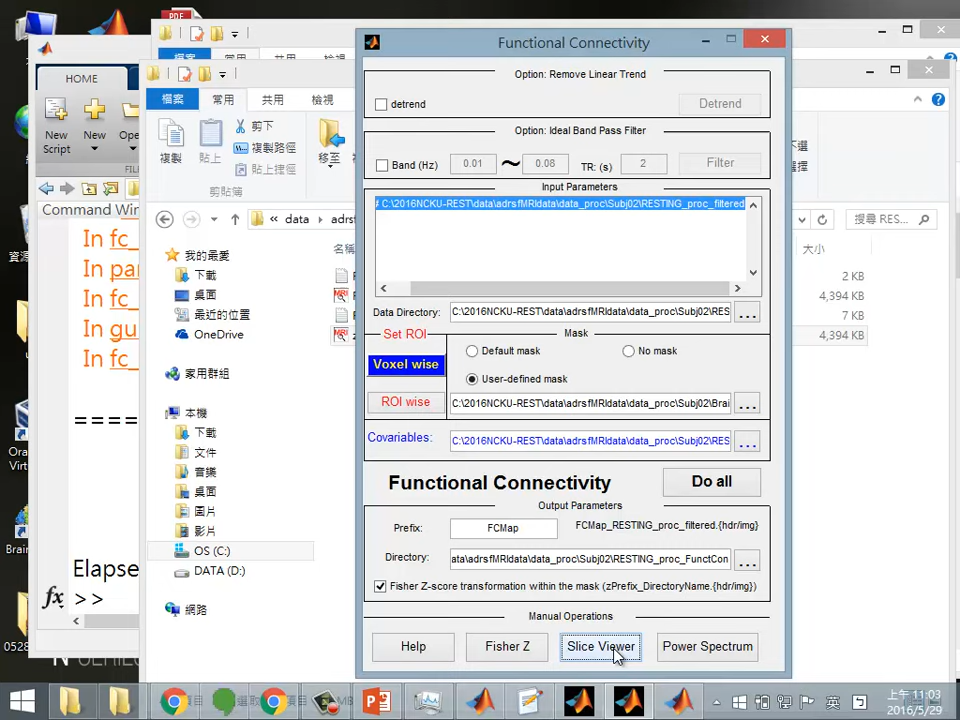 Functional Connectivity
Option: Remove Linear Trend
detrend
Detrend
Option: Ideal Band Pass Filter
Band (Hz)
0.01
~
0.08
TR: (s)
2
Filter
Input Parameters
C:\2016NCKU-REST\data\adrsfMRIdata\data_proc\Subj02\RESTING_proc_filtered
Data Directory:
C:\2016NCKU-REST\data\adrsfMRIdata\data_proc\Subj02\RES
...
Set ROI
Mask
Voxel wise
Default mask
No mask
User-defined mask
ROI wise
C:\2016NCKU-REST\data\adrsfMRIdata\data_proc\Subj02\Brai
...
Covariables:
C:\2016NCKU-REST\data\adrsfMRIdata\data_proc\Subj02\RES
...
Functional Connectivity
Do all
Output Parameters
Prefix:
FCMap
FCMap_RESTING_proc_filtered.{hdr/img}
Directory:
ata\adrsfMRIdata\data_proc\Subj02\RESTING_proc_FunctCon
...
Fisher Z-score transformation within the mask (zPrefix_DirectoryName.{hdr/img})
Manual Operations
Help
Fisher Z
Slice Viewer
Power Spectrum
PDF
HOME
New
Script
New
Command
In fc_
In
In fc_
In
In fc_
=====
fx >>
檔案
常用
共用
檢視
複製
貼上
剪下
複製路徑
貼上捷徑
移至
剪貼簿
« data ▸
搜尋 RES...
我的最愛
下載
桌面
最近的位置
OneDrive
家用群組
本機
下載
文件
音樂
桌面
圖片
影片
OS (C:)
DATA (D:)
網路
大小
2 KB
4,394 KB
7 KB
4,394 KB
英
上午 11:03
2016/5/29